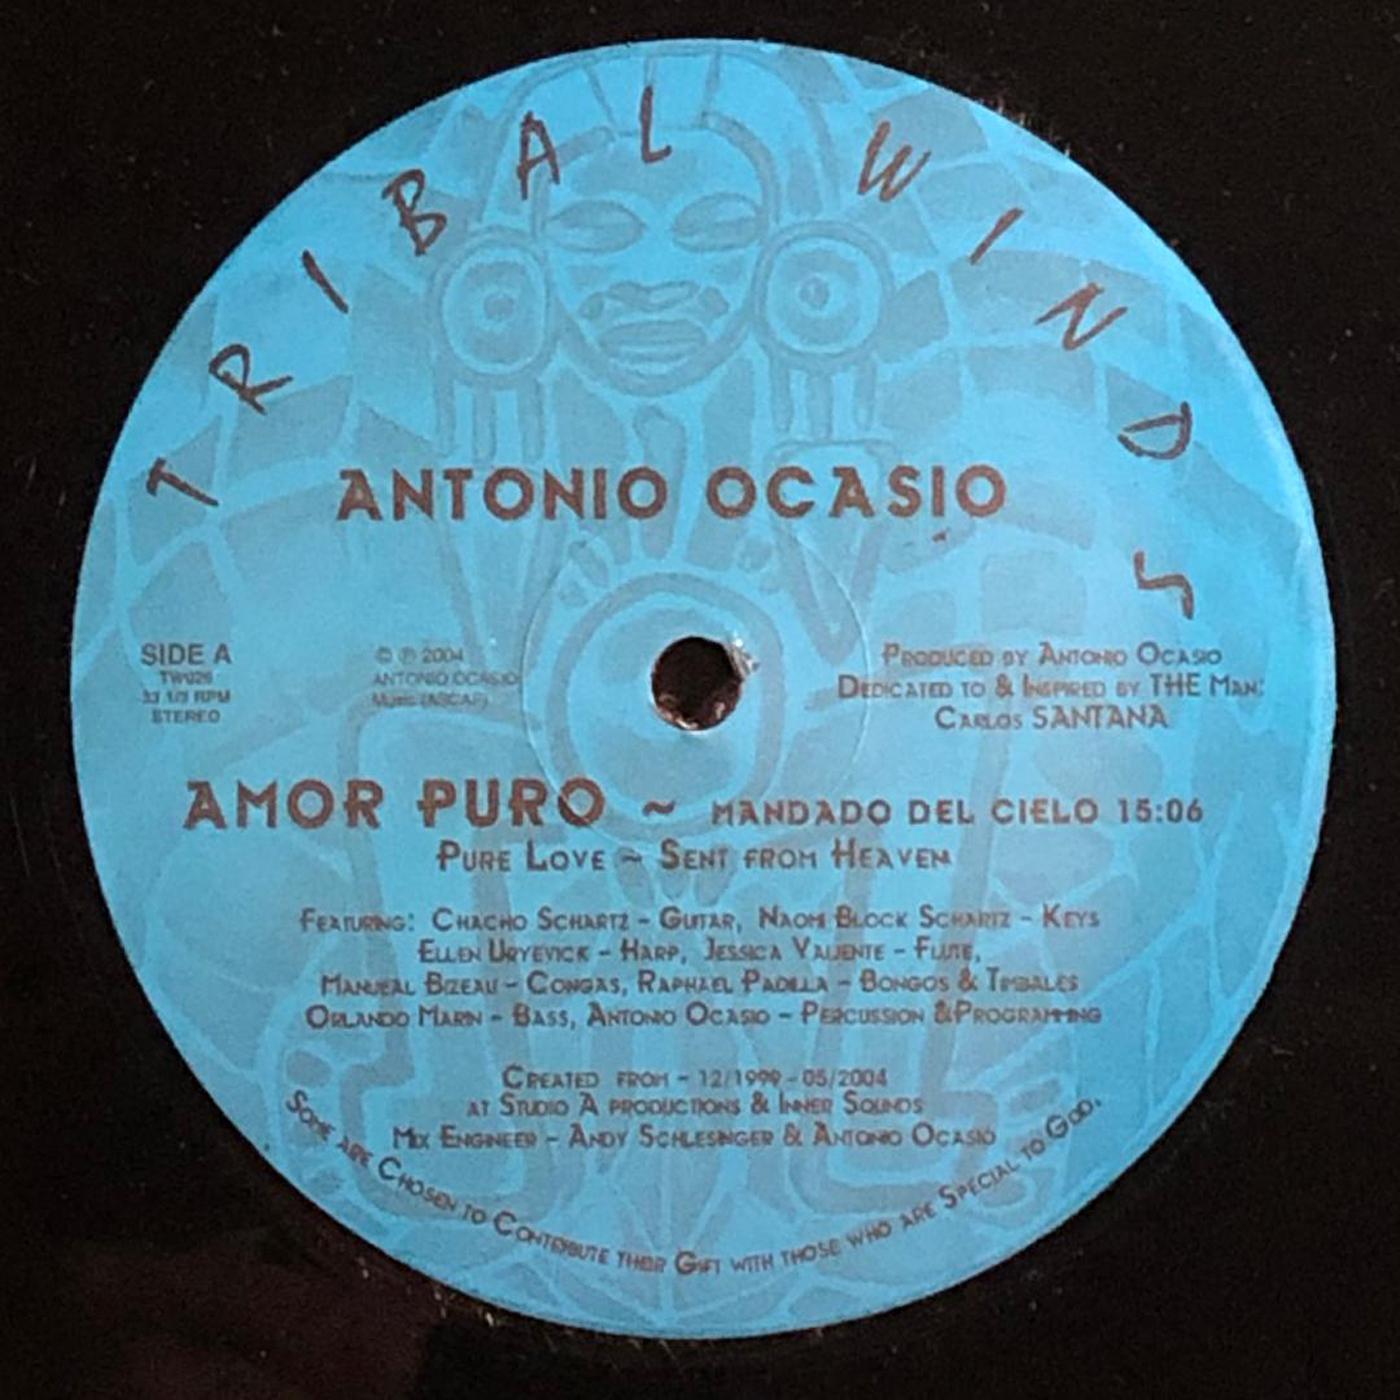 TRIBAL WINDS
ANTONIO OCASIO
SIDE A
TW026
33 1/3 RPM
STEREO
© ℗ 2004
ANTONIO OCASIO
Music (ASCAP)
PRODUCED BY ANTONIO OCASIO
DEDICATED TO & INSPIRED BY THE MAN:
CARLOS SANTANA
AMOR PURO ~ MANDADO DEL CIELO 15:06
PURE LOVE ~ SENT FROM HEAVEN
FEATURING: CHACHO SCHARTZ - GUITAR, NAOMI BLOCK SCHARTZ - KEYS
ELLEN URYEVICK - HARP, JESSICA VALIENTE - FLUTE,
MANUEAL BIZEAU - CONGAS, RAPHAEL PADILLA - BONGOS & TIMBALES
ORLANDO MARIN - BASS, ANTONIO OCASIO - PERCUSSION & PROGRAMMING
CREATED FROM - 12/1999 - 05/2004
AT STUDIO A PRODUCTIONS & INNER SOUNDS
MIX ENGINEER - ANDY SCHLESINGER & ANTONIO OCASIO
SOME ARE CHOSEN TO CONTRIBUTE THEIR GIFT WITH THOSE WHO ARE SPECIAL TO GOD.